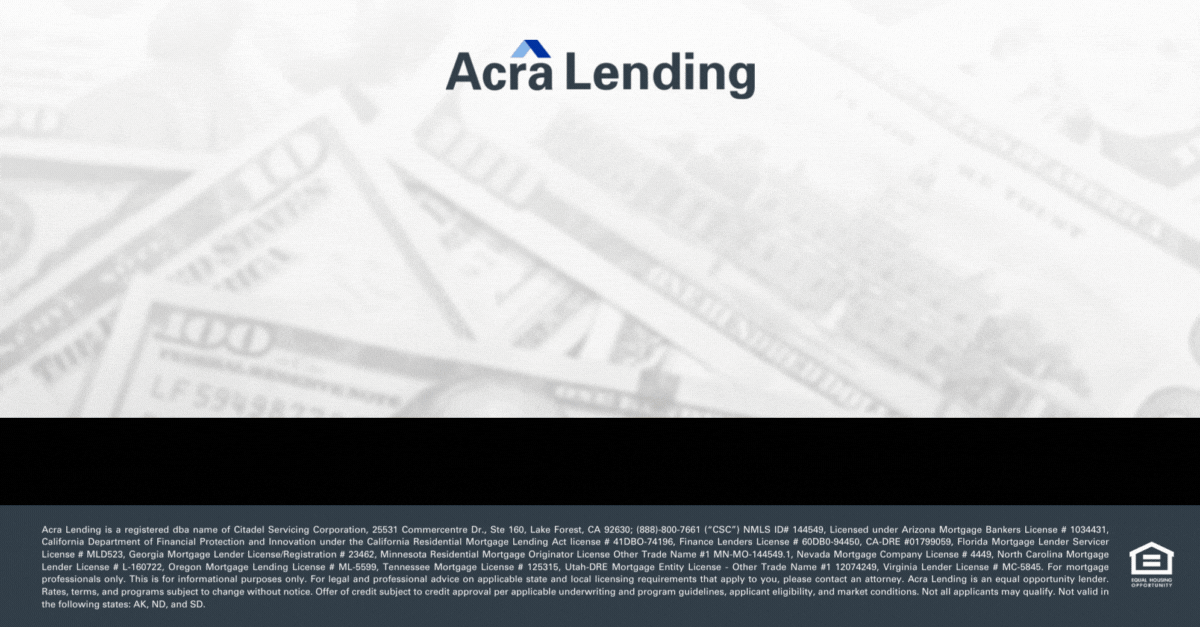 Acra Lending
Acra Lending is a registered dba name of Citadel Servicing Corporation, 25531 Commercentre Dr., Ste 160, Lake Forest, CA 92630; (888)-800-7661 (“CSC”) NMLS ID# 144549, Licensed under Arizona Mortgage Bankers License # 1034431,
California Department of Financial Protection and Innovation under the California Residential Mortgage Lending Act license # 41DBO-74196, Finance Lenders License # 60DB0-94450, CA-DRE #01799059, Florida Mortgage Lender Servicer
License # MLD523, Georgia Mortgage Lender License/Registration # 23462, Minnesota Residential Mortgage Originator License Other Trade Name #1 MN-MO-144549.1, Nevada Mortgage Company License # 4449, North Carolina Mortgage
Lender License # L-160722, Oregon Mortgage Lending License # ML-5599, Tennessee Mortgage License # 125315, Utah-DRE Mortgage Entity License - Other Trade Name #1 12074249, Virginia Lender License # MC-5845. For mortgage
professionals only. This is for informational purposes only. For legal and professional advice on applicable state and local licensing requirements that apply to you, please contact an attorney. Acra Lending is an equal opportunity lender.
Rates, terms, and programs subject to change without notice. Offer of credit subject to credit approval per applicable underwriting and program guidelines, applicant eligibility, and market conditions. Not all applicants may qualify. Not valid in
the following states: AK, ND, and SD.
EQUAL HOUSING
OPPORTUNITY
100